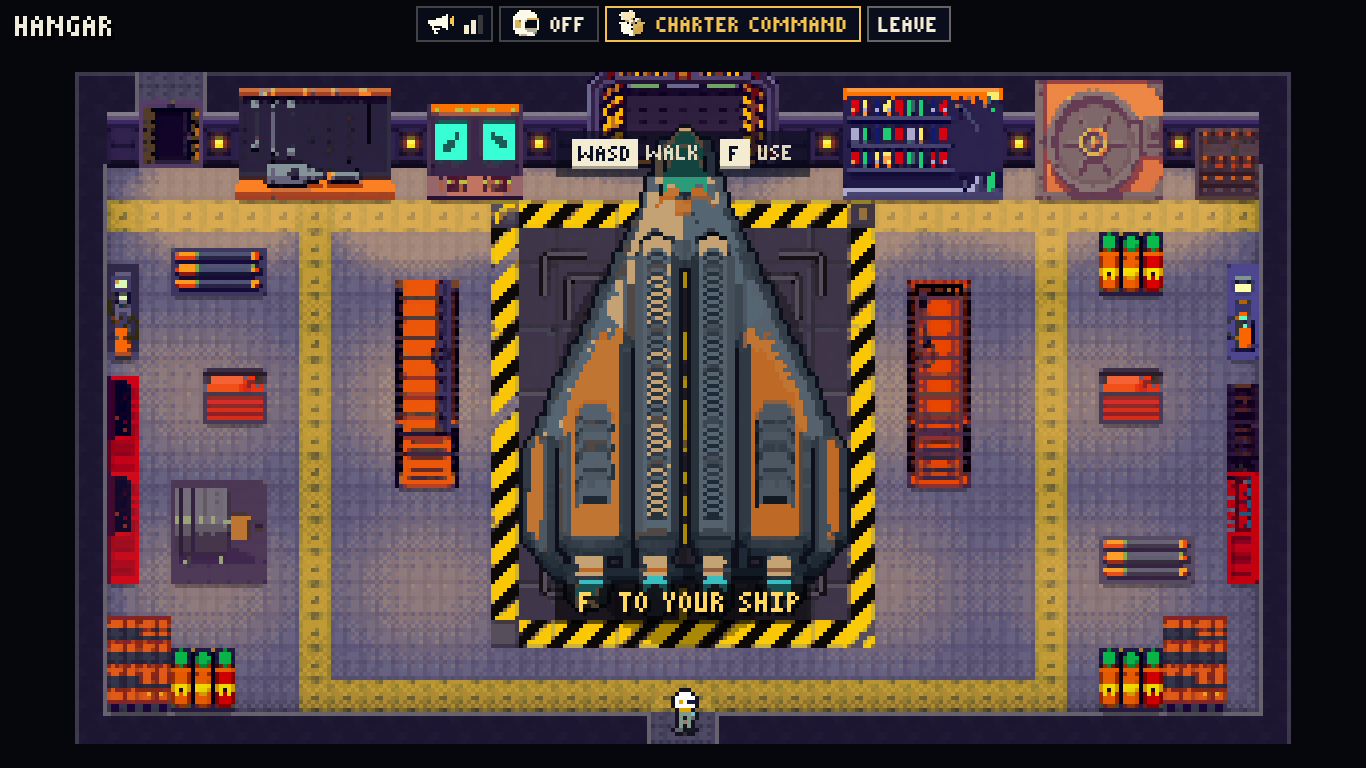 HANGAR
OFF
CHARTER COMMAND
LEAVE
WASD WALK F USE
F TO YOUR SHIP